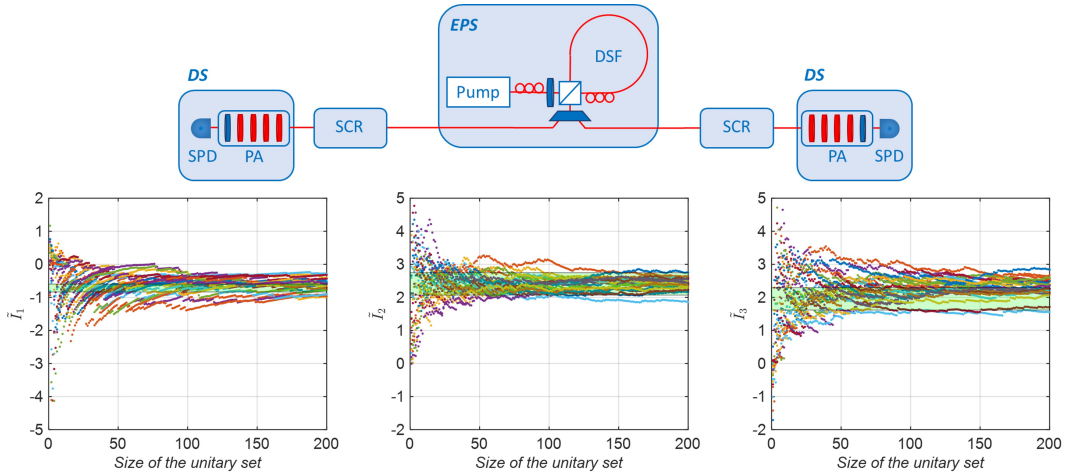 EPS
DSF
Pump
DS
DS
SCR
SCR
SPD
PA
PA
SPD
2
1
0
-1
-2
-3
-4
-5
0
50
100
150
200
Ĩ₁
Size of the unitary set
5
4
3
2
1
0
-1
-2
0
50
100
150
200
Ĩ₂
Size of the unitary set
5
4
3
2
1
0
-1
-2
0
50
100
150
200
Ĩ₃
Size of the unitary set